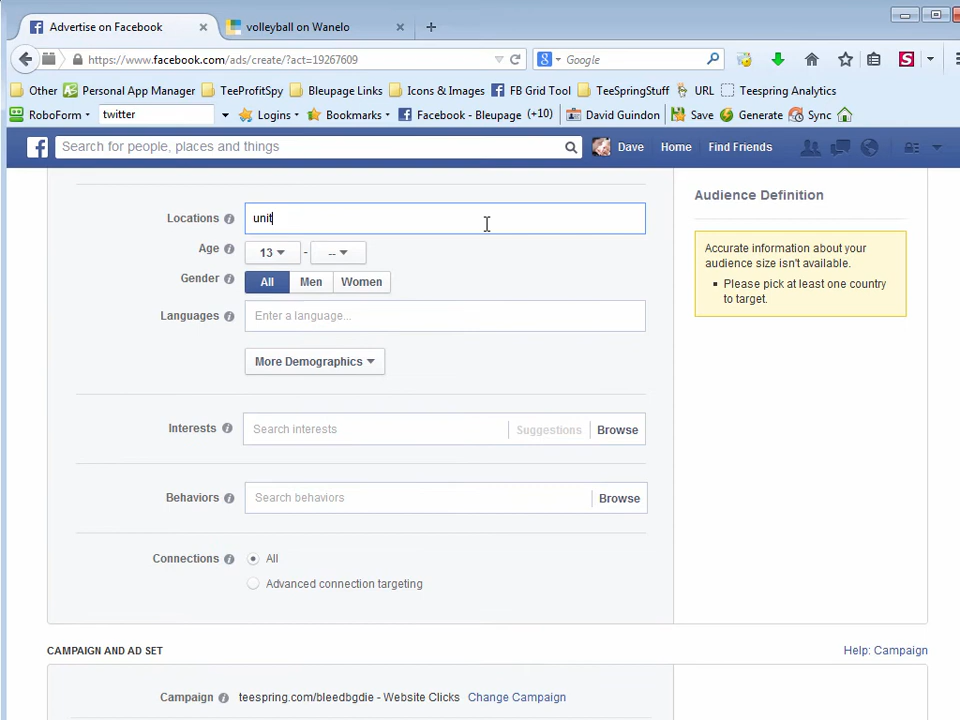 Advertise on Facebook
volleyball on Wanelo
https://www.facebook.com/ads/create/?act=19267609
Google
Other Personal App Manager TeeProfitSpy Bleupage Links Icons & Images FB Grid Tool TeeSpringStuff URL Teespring Analytics
RoboForm twitter Logins Bookmarks Facebook - Bleupage (+10) David Guindon Save Generate Sync
Search for people, places and things Dave Home Find Friends
Audience Definition
Locations unit
Accurate information about your
audience size isn't available.
Please pick at least one country
to target.
Age 13 - --
Gender All Men Women
Languages Enter a language...
More Demographics
Interests Search interests Suggestions Browse
Behaviors Search behaviors Browse
Connections All
Advanced connection targeting
CAMPAIGN AND AD SET Help: Campaign
Campaign teespring.com/bleedbgdie - Website Clicks Change Campaign